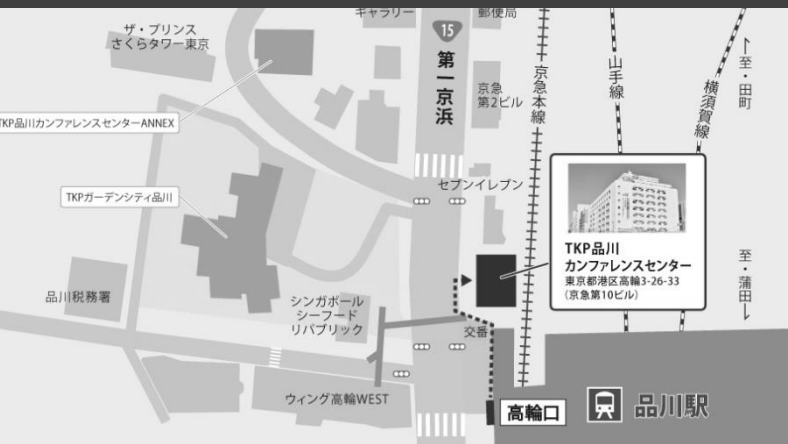 ギャラリー
郵便局
ザ・プリンス
さくらタワー東京
15
第一京浜
京急
第2ビル
京急本線
山手線
横須賀線
至・田町
TKP品川カンファレンスセンターANNEX
セブンイレブン
TKPガーデンシティ品川
TKP品川
カンファレンスセンター
東京都港区高輪3-26-33
(京急第10ビル)
至・蒲田
品川税務署
シンガポール
シーフード
リパブリック
交番
ウィング高輪WEST
高輪口
品川駅